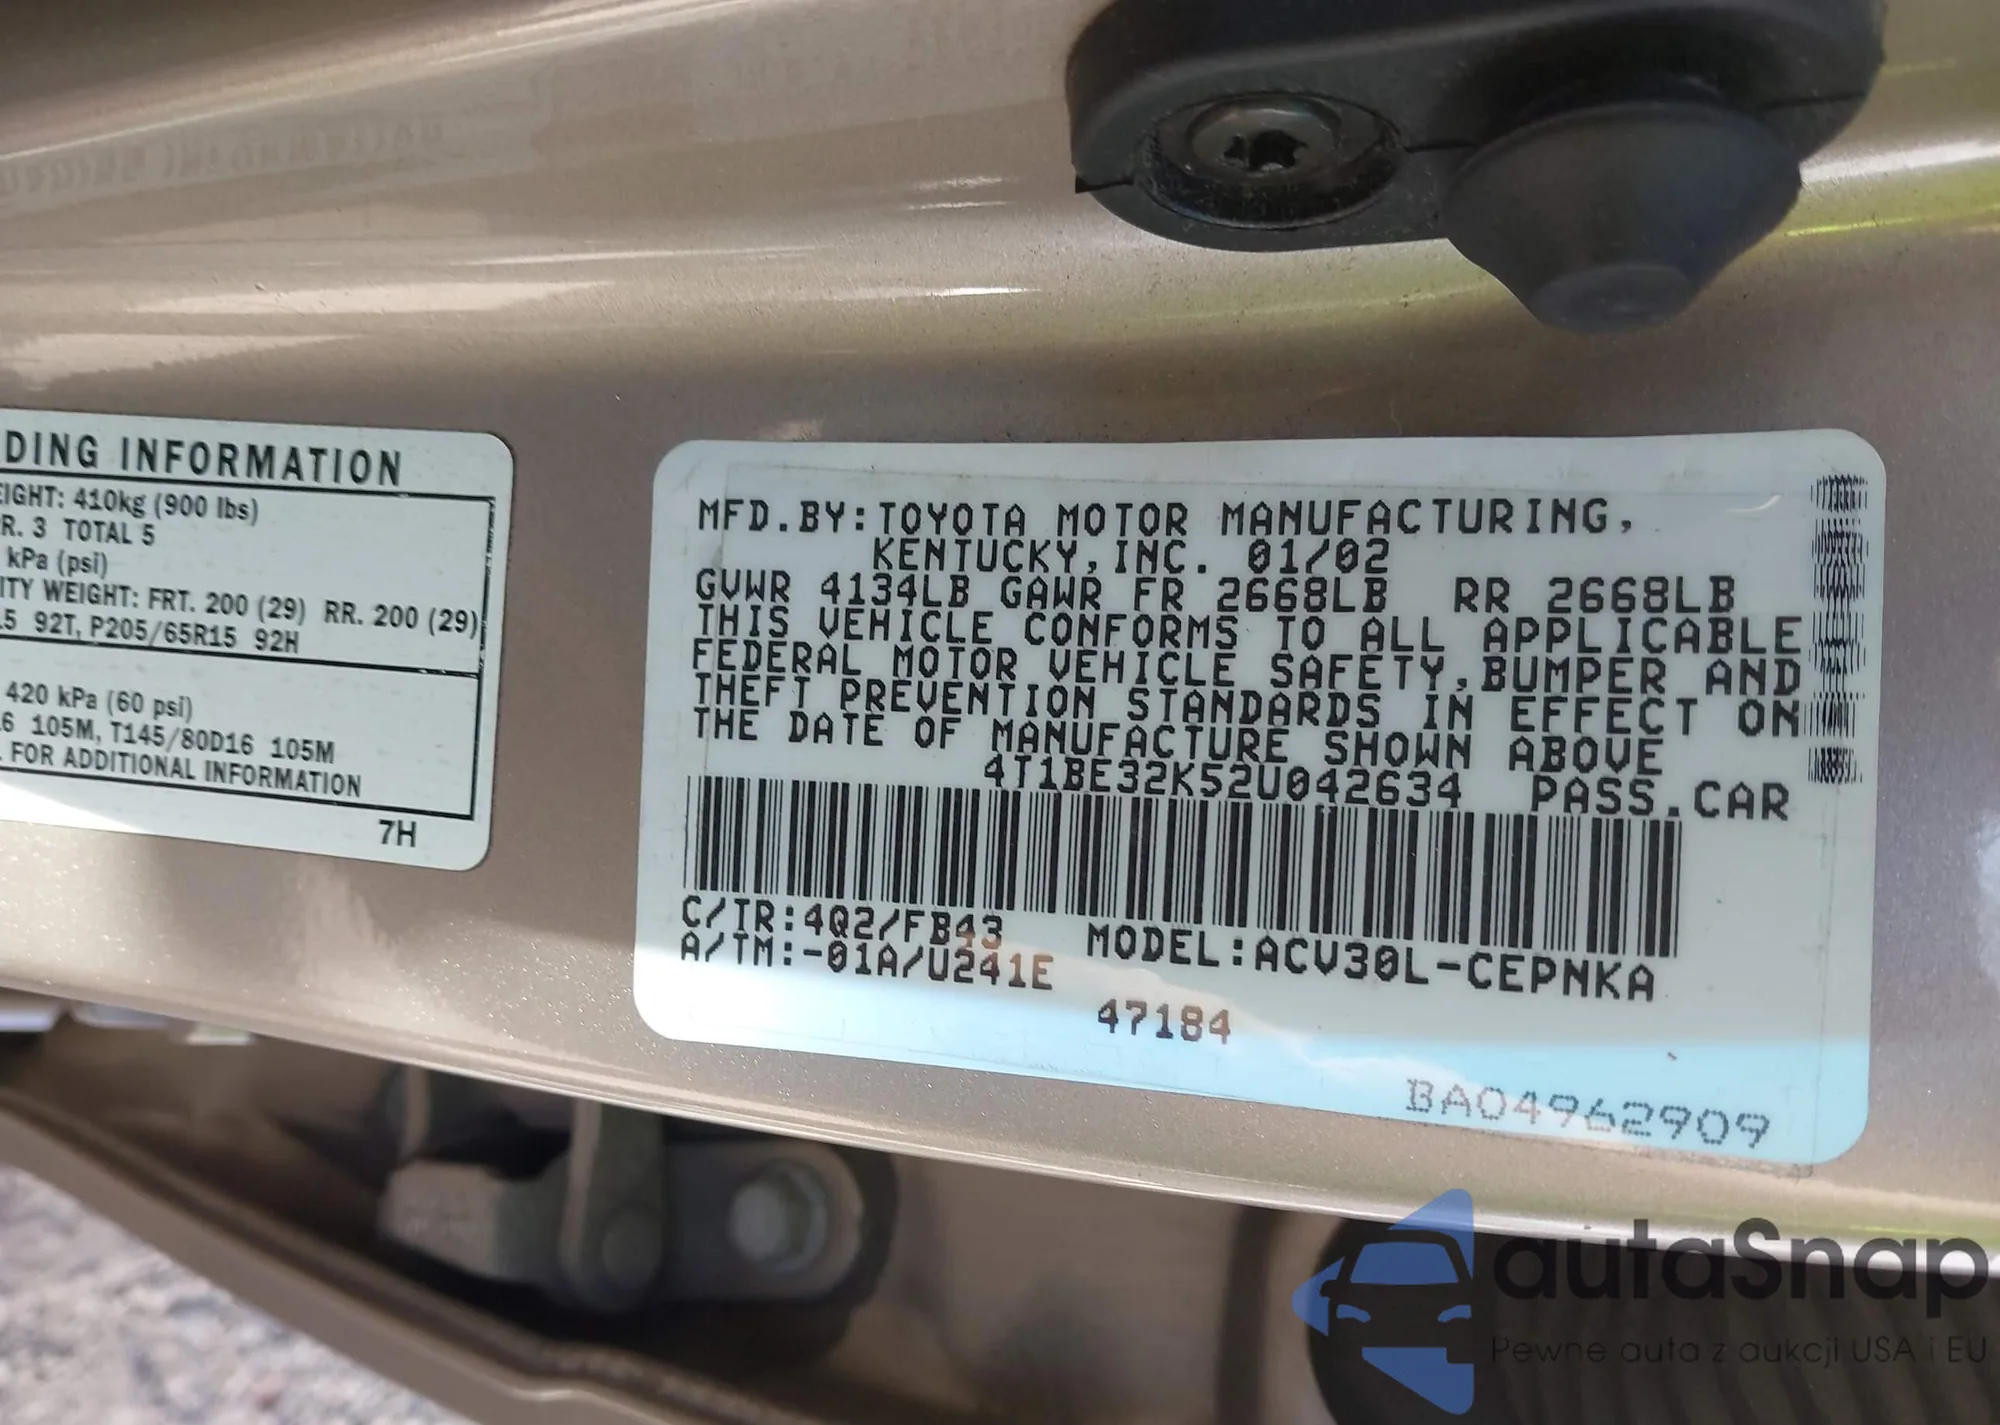 DING INFORMATION
EIGHT: 410kg (900 lbs)
R. 3 TOTAL 5
kPa (psi)
ITY WEIGHT: FRT. 200 (29) RR. 200 (29)
15 92T, P205/65R15 92H
420 kPa (60 psi)
16 105M, T145/80D16 105M
FOR ADDITIONAL INFORMATION
7H
MFD.BY:TOYOTA MOTOR MANUFACTURING,
KENTUCKY,INC. 01/02
GVWR 4134LB GAWR FR 2668LB RR 2668LB
THIS VEHICLE CONFORMS TO ALL APPLICABLE
FEDERAL MOTOR VEHICLE SAFETY,BUMPER AND
THEFT PREVENTION STANDARDS IN EFFECT ON
THE DATE OF MANUFACTURE SHOWN ABOVE
4T1BE32K52U042634 PASS.CAR
C/TR:4Q2/FB43
A/TM:-01A/U241E
MODEL:ACV30L-CEPNKA
47184
BA04962909
autaSnap
Pewne auta z aukcji USA i EU